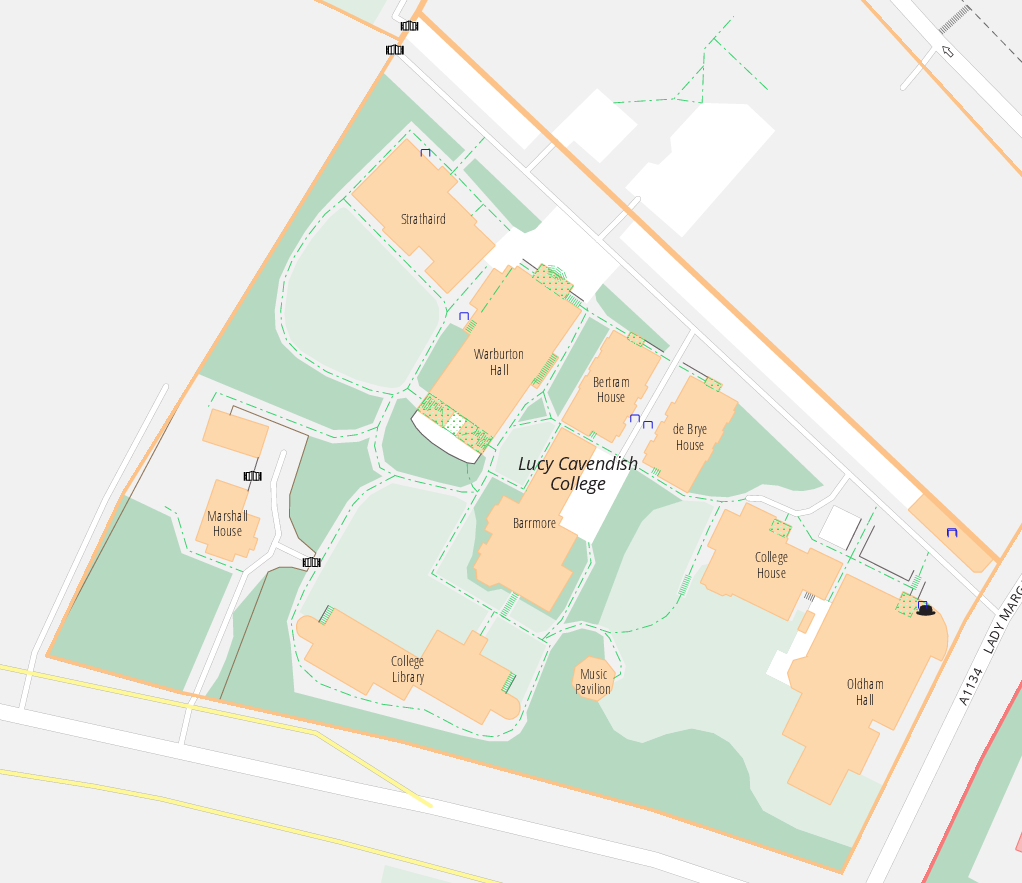 Strathaird
Warburton
Hall
Bertram
House
de Brye
House
Lucy Cavendish
College
Marshall
House
Barrmore
College
House
College
Library
Music
Pavilion
Oldham
Hall
A1134 LADY MARG